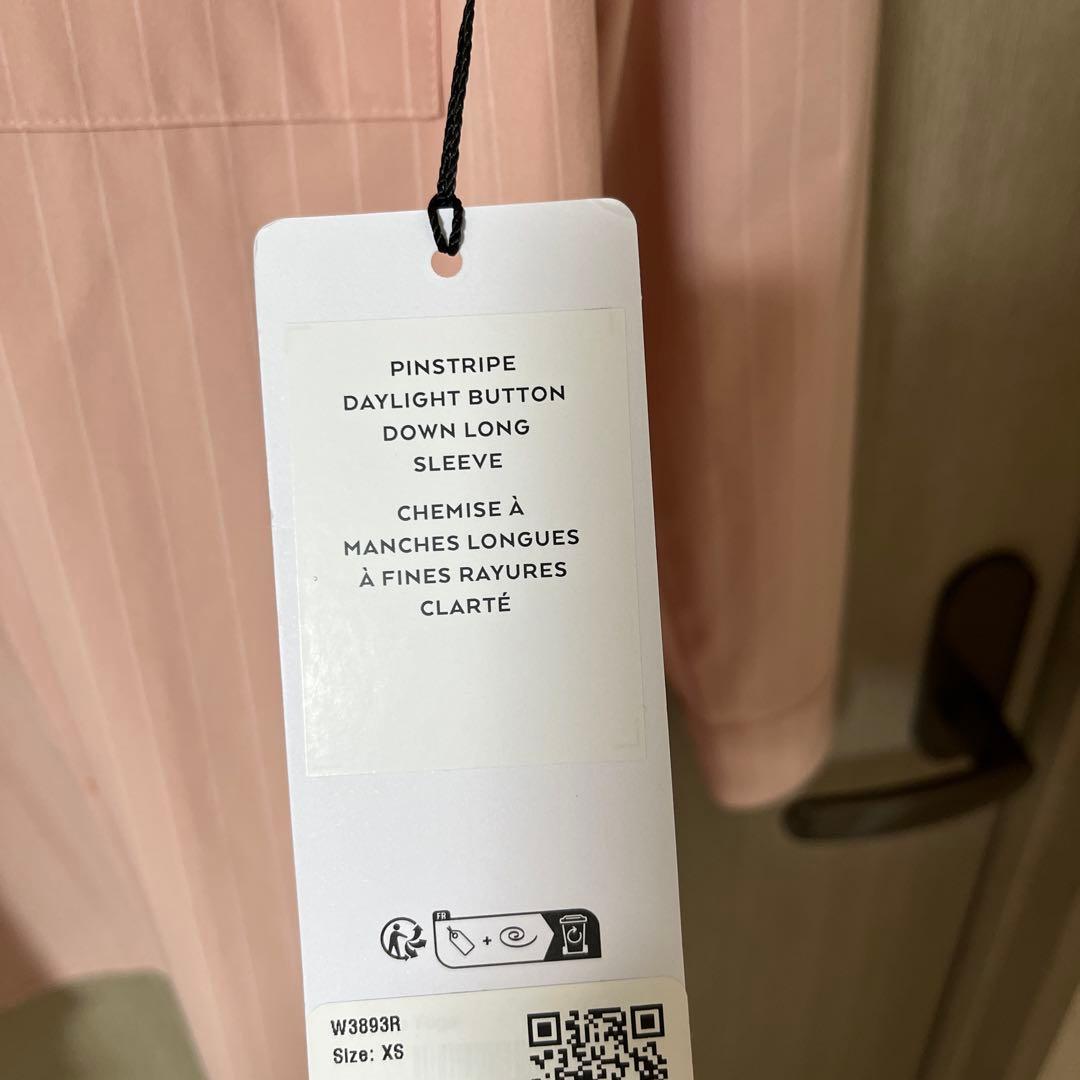 PINSTRIPE
DAYLIGHT BUTTON
DOWN LONG
SLEEVE
CHEMISE À
MANCHES LONGUES
À FINES RAYURES
CLARTÉ
FR
+
W3893R
Size: XS